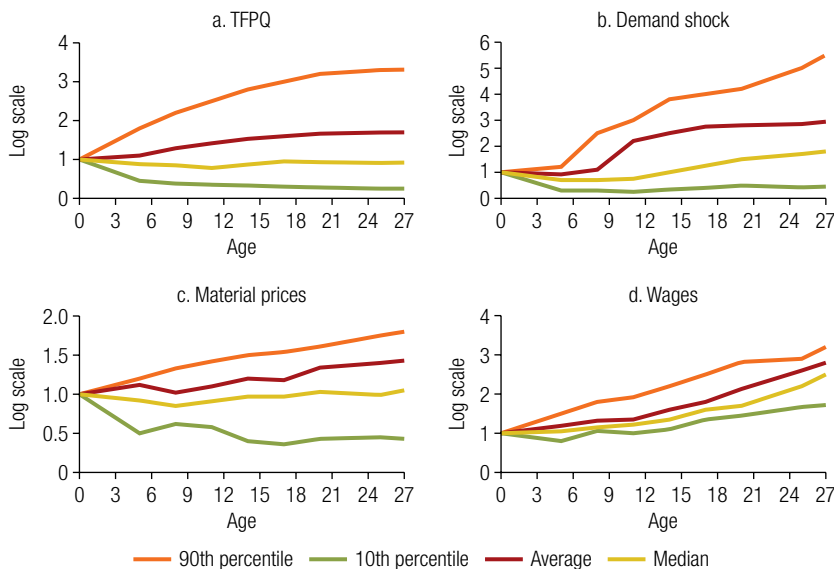 a. TFPQ
4
3
2
1
0
Log scale
0 3 6 9 12 15 18 21 24 27
Age
b. Demand shock
6
5
4
3
2
1
0
Log scale
0 3 6 9 12 15 18 21 24 27
Age
c. Material prices
2.0
1.5
1.0
0.5
0
Log scale
0 3 6 9 12 15 18 21 24 27
Age
d. Wages
4
3
2
1
0
Log scale
0 3 6 9 12 15 18 21 24 27
Age
90th percentile 10th percentile Average Median